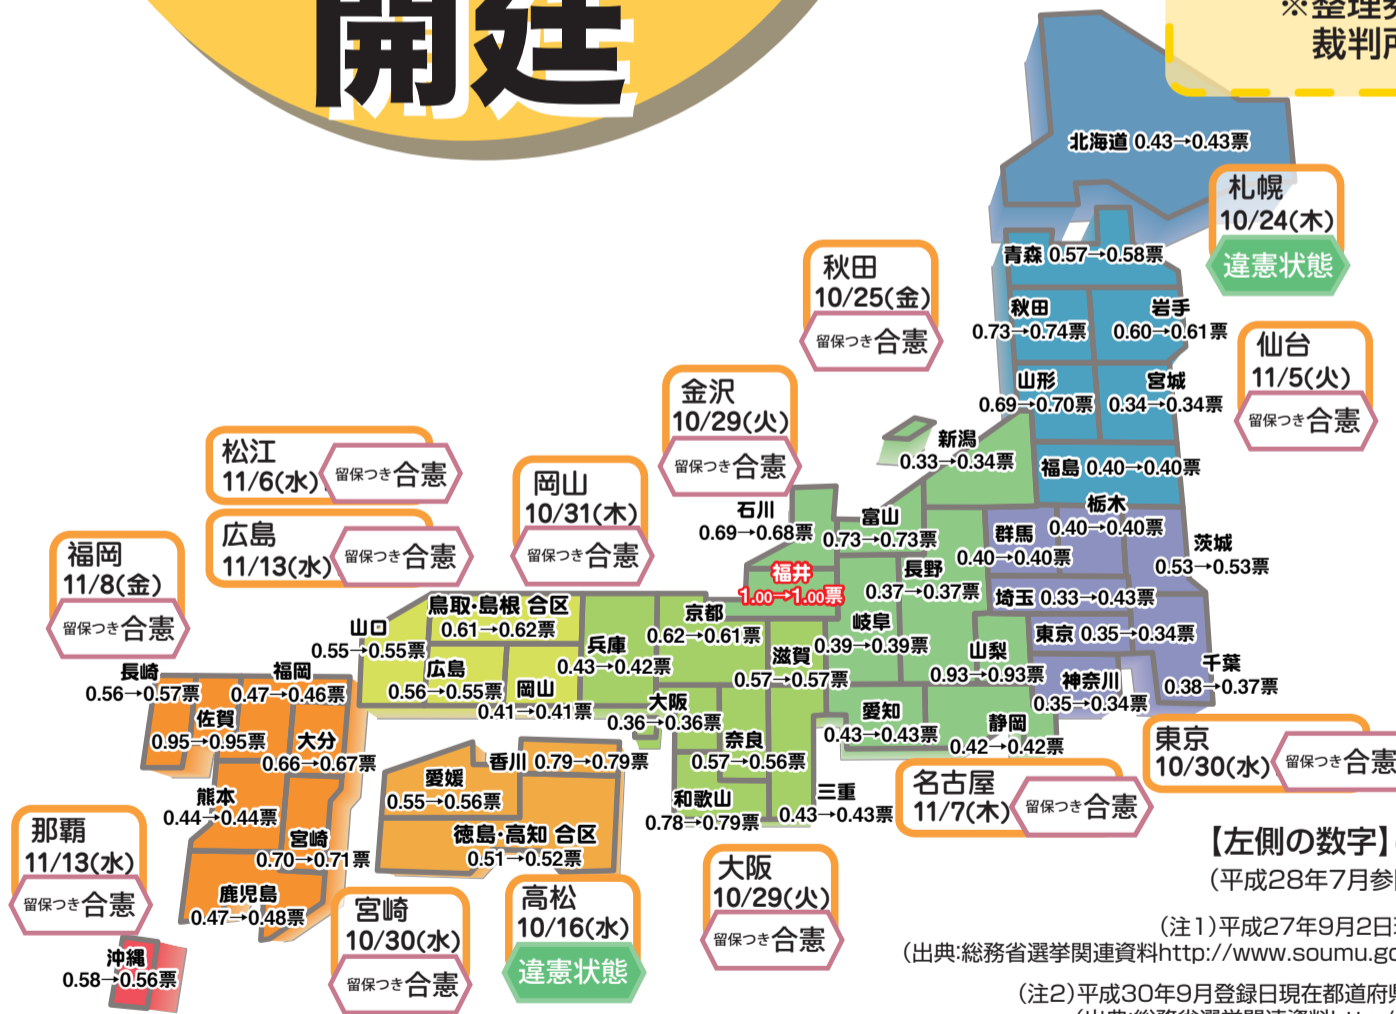 開廷
※整理券
裁判所
北海道 0.43→0.43票
札幌
10/24(木)
違憲状態
青森 0.57→0.58票
秋田
10/25(金)
留保つき合憲
秋田
0.73→0.74票
岩手
0.60→0.61票
仙台
11/5(火)
留保つき合憲
山形
0.69→0.70票
宮城
0.34→0.34票
金沢
10/29(火)
留保つき合憲
新潟
0.33→0.34票
福島 0.40→0.40票
松江
11/6(水)
留保つき合憲
岡山
10/31(木)
留保つき合憲
広島
11/13(水)
留保つき合憲
福岡
11/8(金)
留保つき合憲
石川
0.69→0.68票
富山
0.73→0.73票
群馬
0.40→0.40票
栃木
0.40→0.40票
茨城
0.53→0.53票
福井
1.00→1.00票
長野
0.37→0.37票
埼玉 0.33→0.43票
鳥取・島根 合区
0.61→0.62票
山口
0.55→0.55票
京都
0.62→0.61票
岐阜
0.39→0.39票
東京 0.35→0.34票
兵庫
0.43→0.42票
滋賀
0.57→0.57票
山梨
0.93→0.93票
千葉
0.38→0.37票
長崎
0.56→0.57票
福岡
0.47→0.46票
広島
0.56→0.55票
岡山
0.41→0.41票
神奈川
0.35→0.34票
佐賀
0.95→0.95票
大分
0.66→0.67票
大阪
0.36→0.36票
愛知
0.43→0.43票
静岡
0.42→0.42票
奈良
0.57→0.56票
東京
10/30(水)
留保つき合憲
香川 0.79→0.79票
愛媛
0.55→0.56票
和歌山
0.78→0.79票
三重
0.43→0.43票
名古屋
11/7(木)
留保つき合憲
熊本
0.44→0.44票
宮崎
0.70→0.71票
徳島・高知 合区
0.51→0.52票
那覇
11/13(水)
留保つき合憲
鹿児島
0.47→0.48票
宮崎
10/30(水)
留保つき合憲
高松
10/16(水)
違憲状態
大阪
10/29(火)
留保つき合憲
沖縄
0.58→0.56票
【左側の数字】
(平成28年7月参
(注1)平成27年9月2日
(出典:総務省選挙関連資料http://www.soumu.go
(注2)平成30年9月登録日現在都道府県